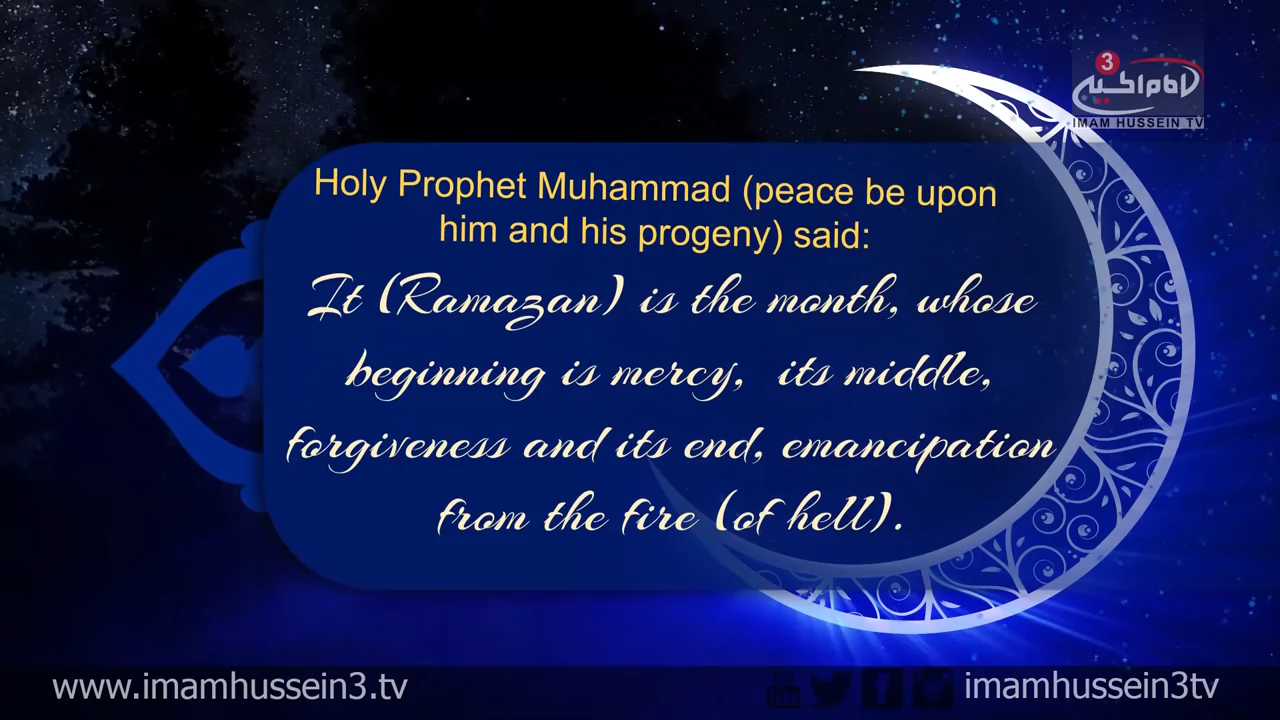 3
IMAM HUSSEIN TV
Holy Prophet Muhammad (peace be upon
him and his progeny) said:
It (Ramazan) is the month, whose
beginning is mercy, its middle,
forgiveness and its end, emancipation
from the fire (of hell).
www.imamhussein3.tv
imamhussein3tv